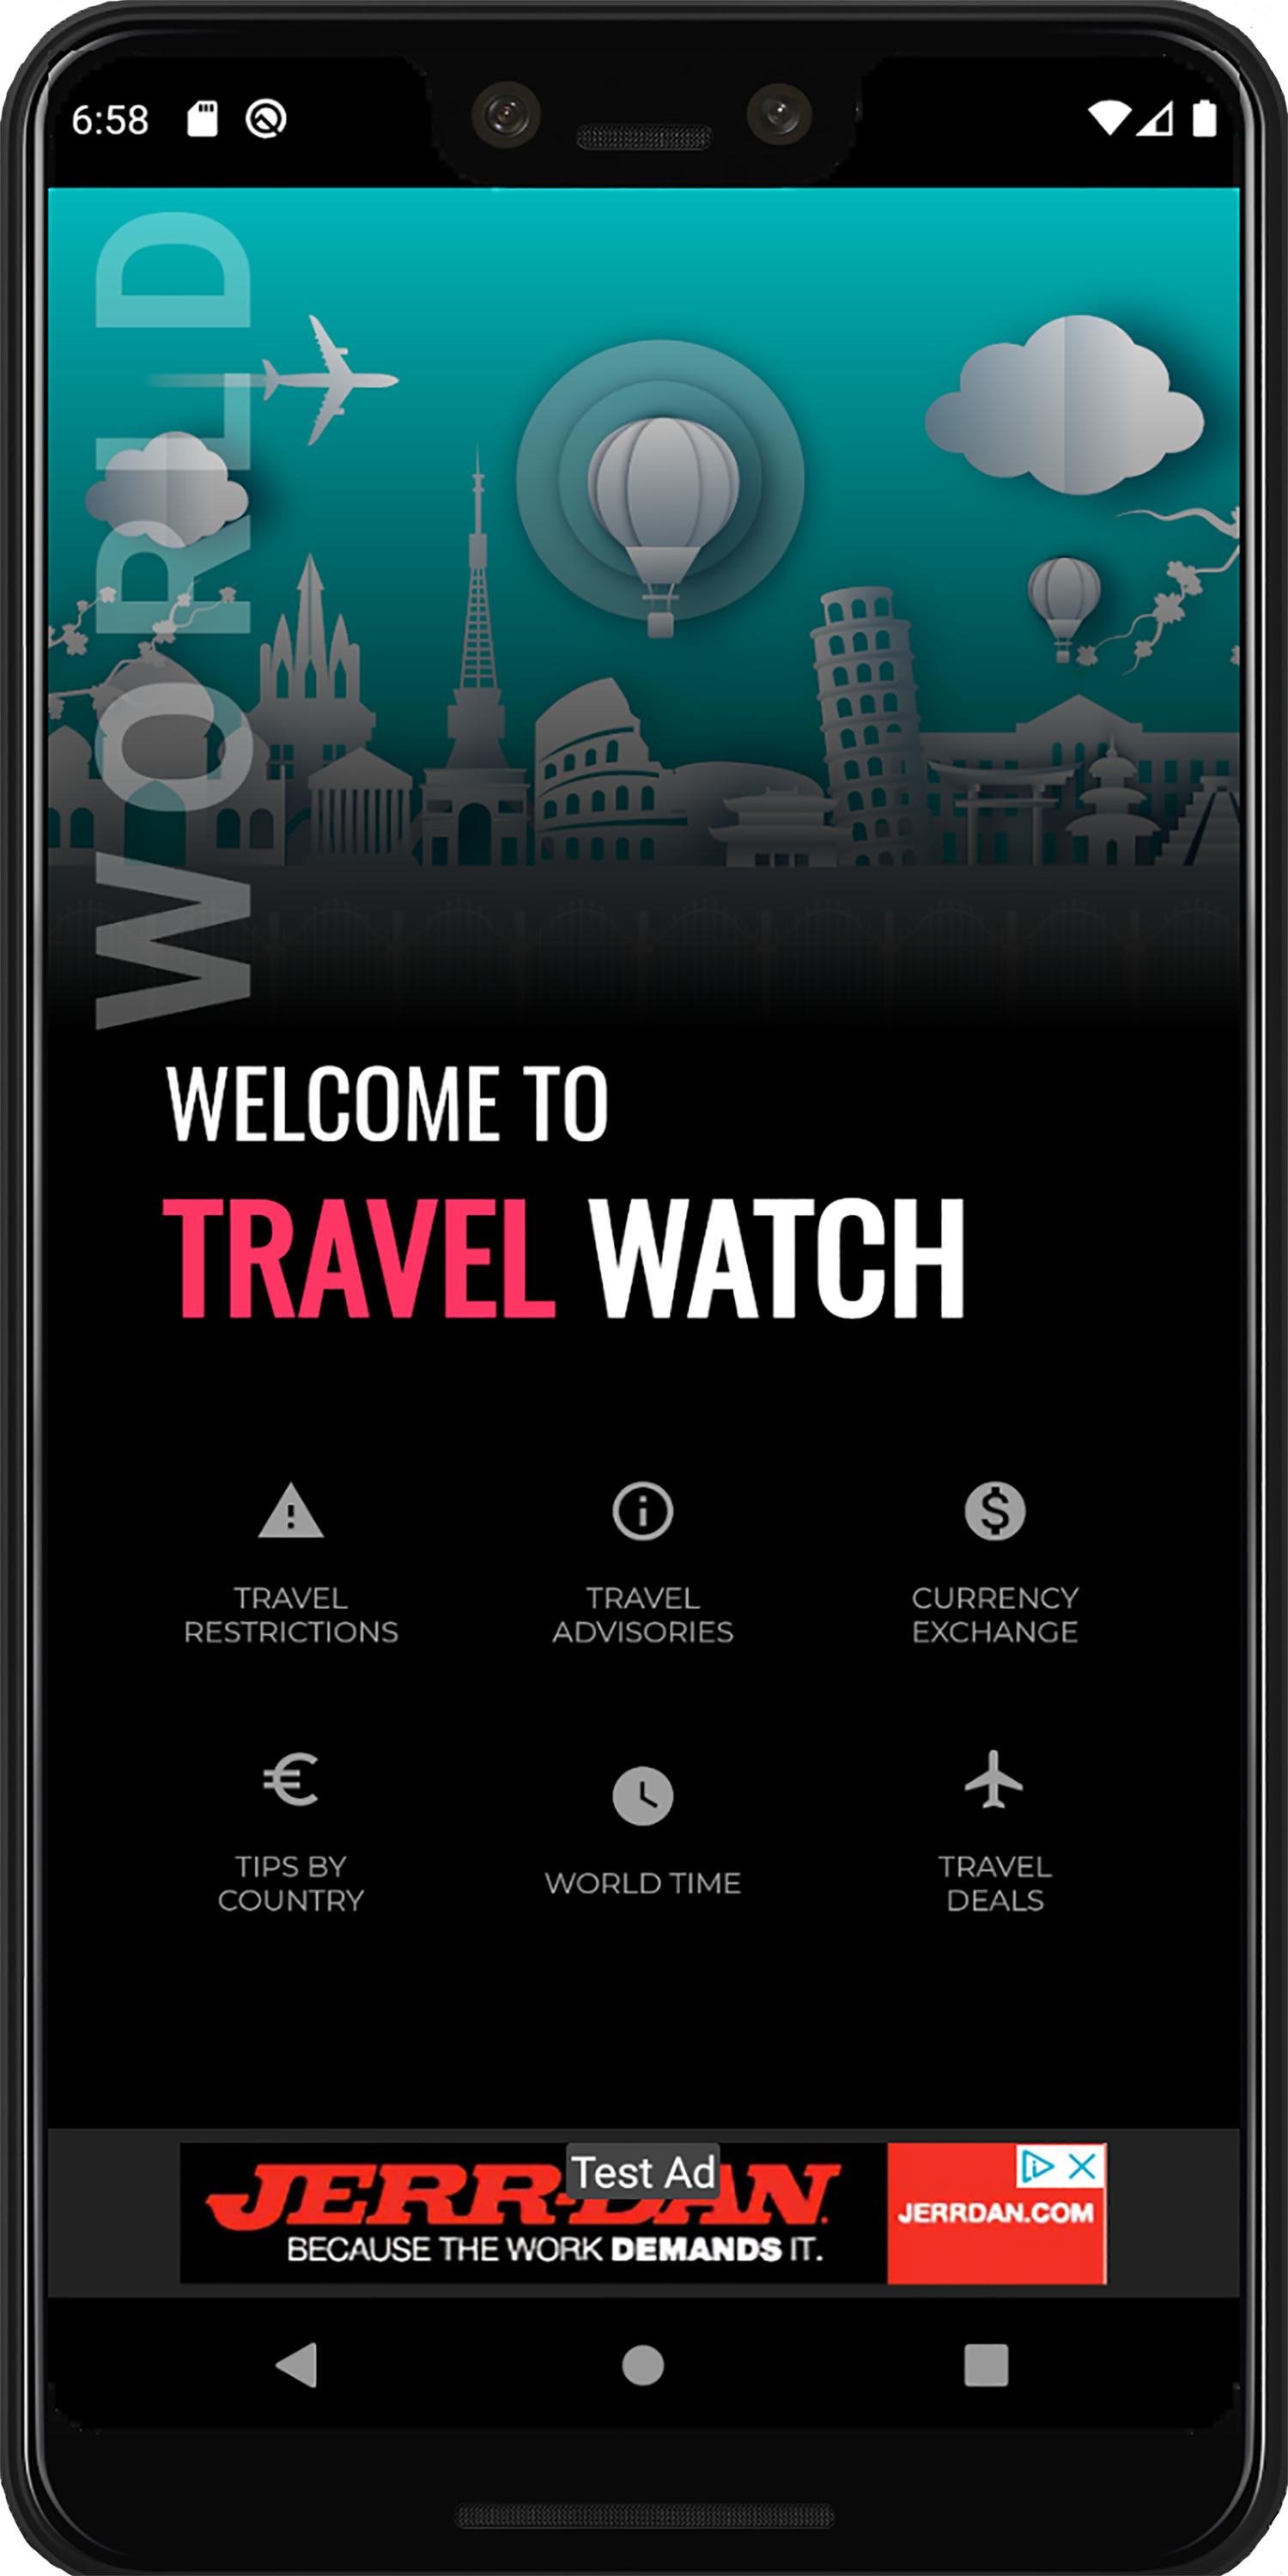 6:58
WORLD
WELCOME TO
TRAVEL WATCH
TRAVEL
RESTRICTIONS
TRAVEL
ADVISORIES
CURRENCY
EXCHANGE
TIPS BY
COUNTRY
WORLD TIME
TRAVEL
DEALS
Test Ad
JERR-DAN.
BECAUSE THE WORK DEMANDS IT.
JERRDAN.COM